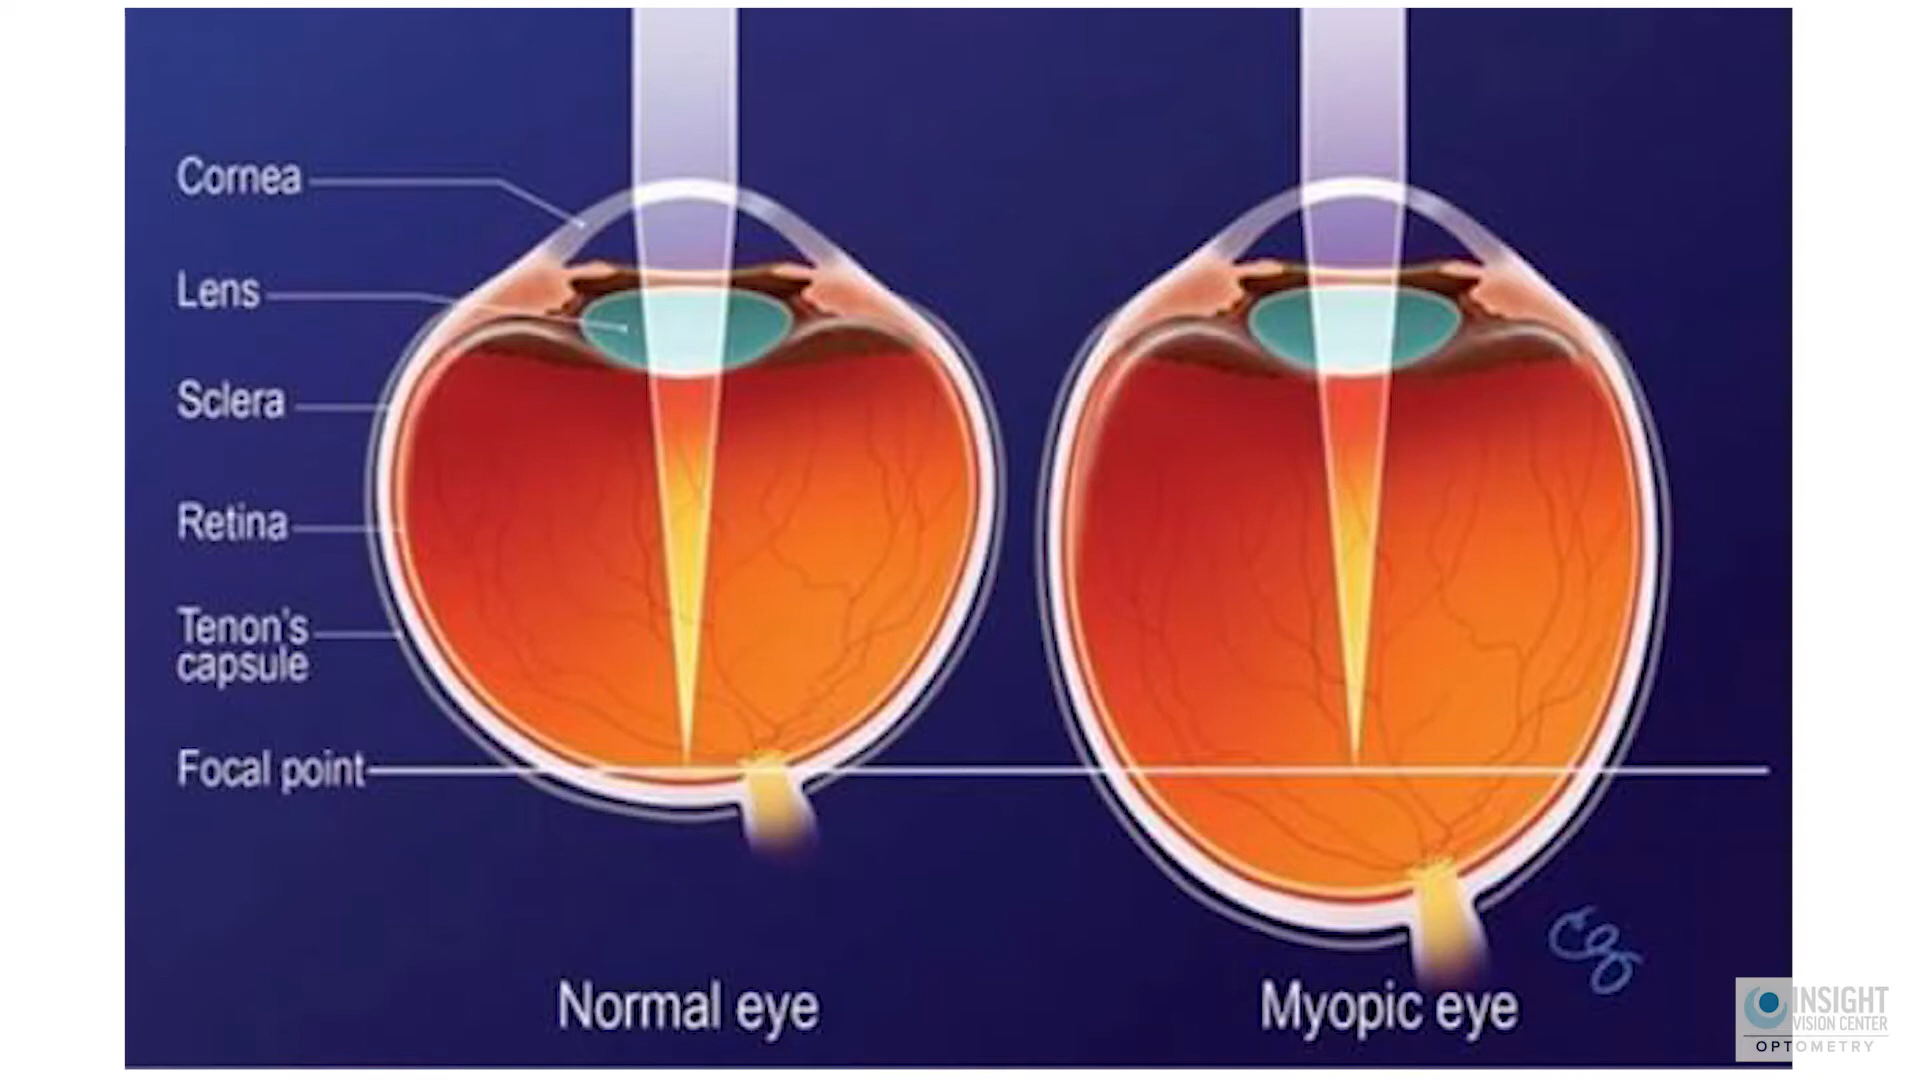 Cornea
Lens
Sclera
Retina
Tenon's
capsule
Focal point
Normal eye
Myopic eye
INSIGHT
VISION CENTER
OPTOMETRY